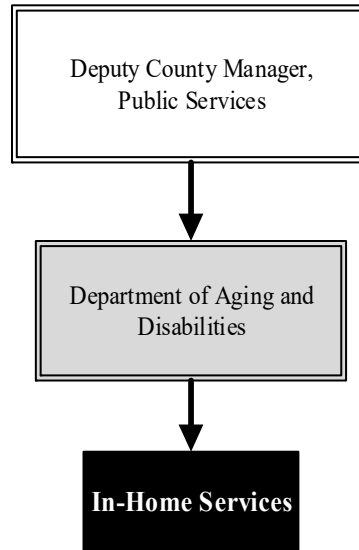 Deputy County Manager,
Public Services
Department of Aging and
Disabilities
In-Home Services